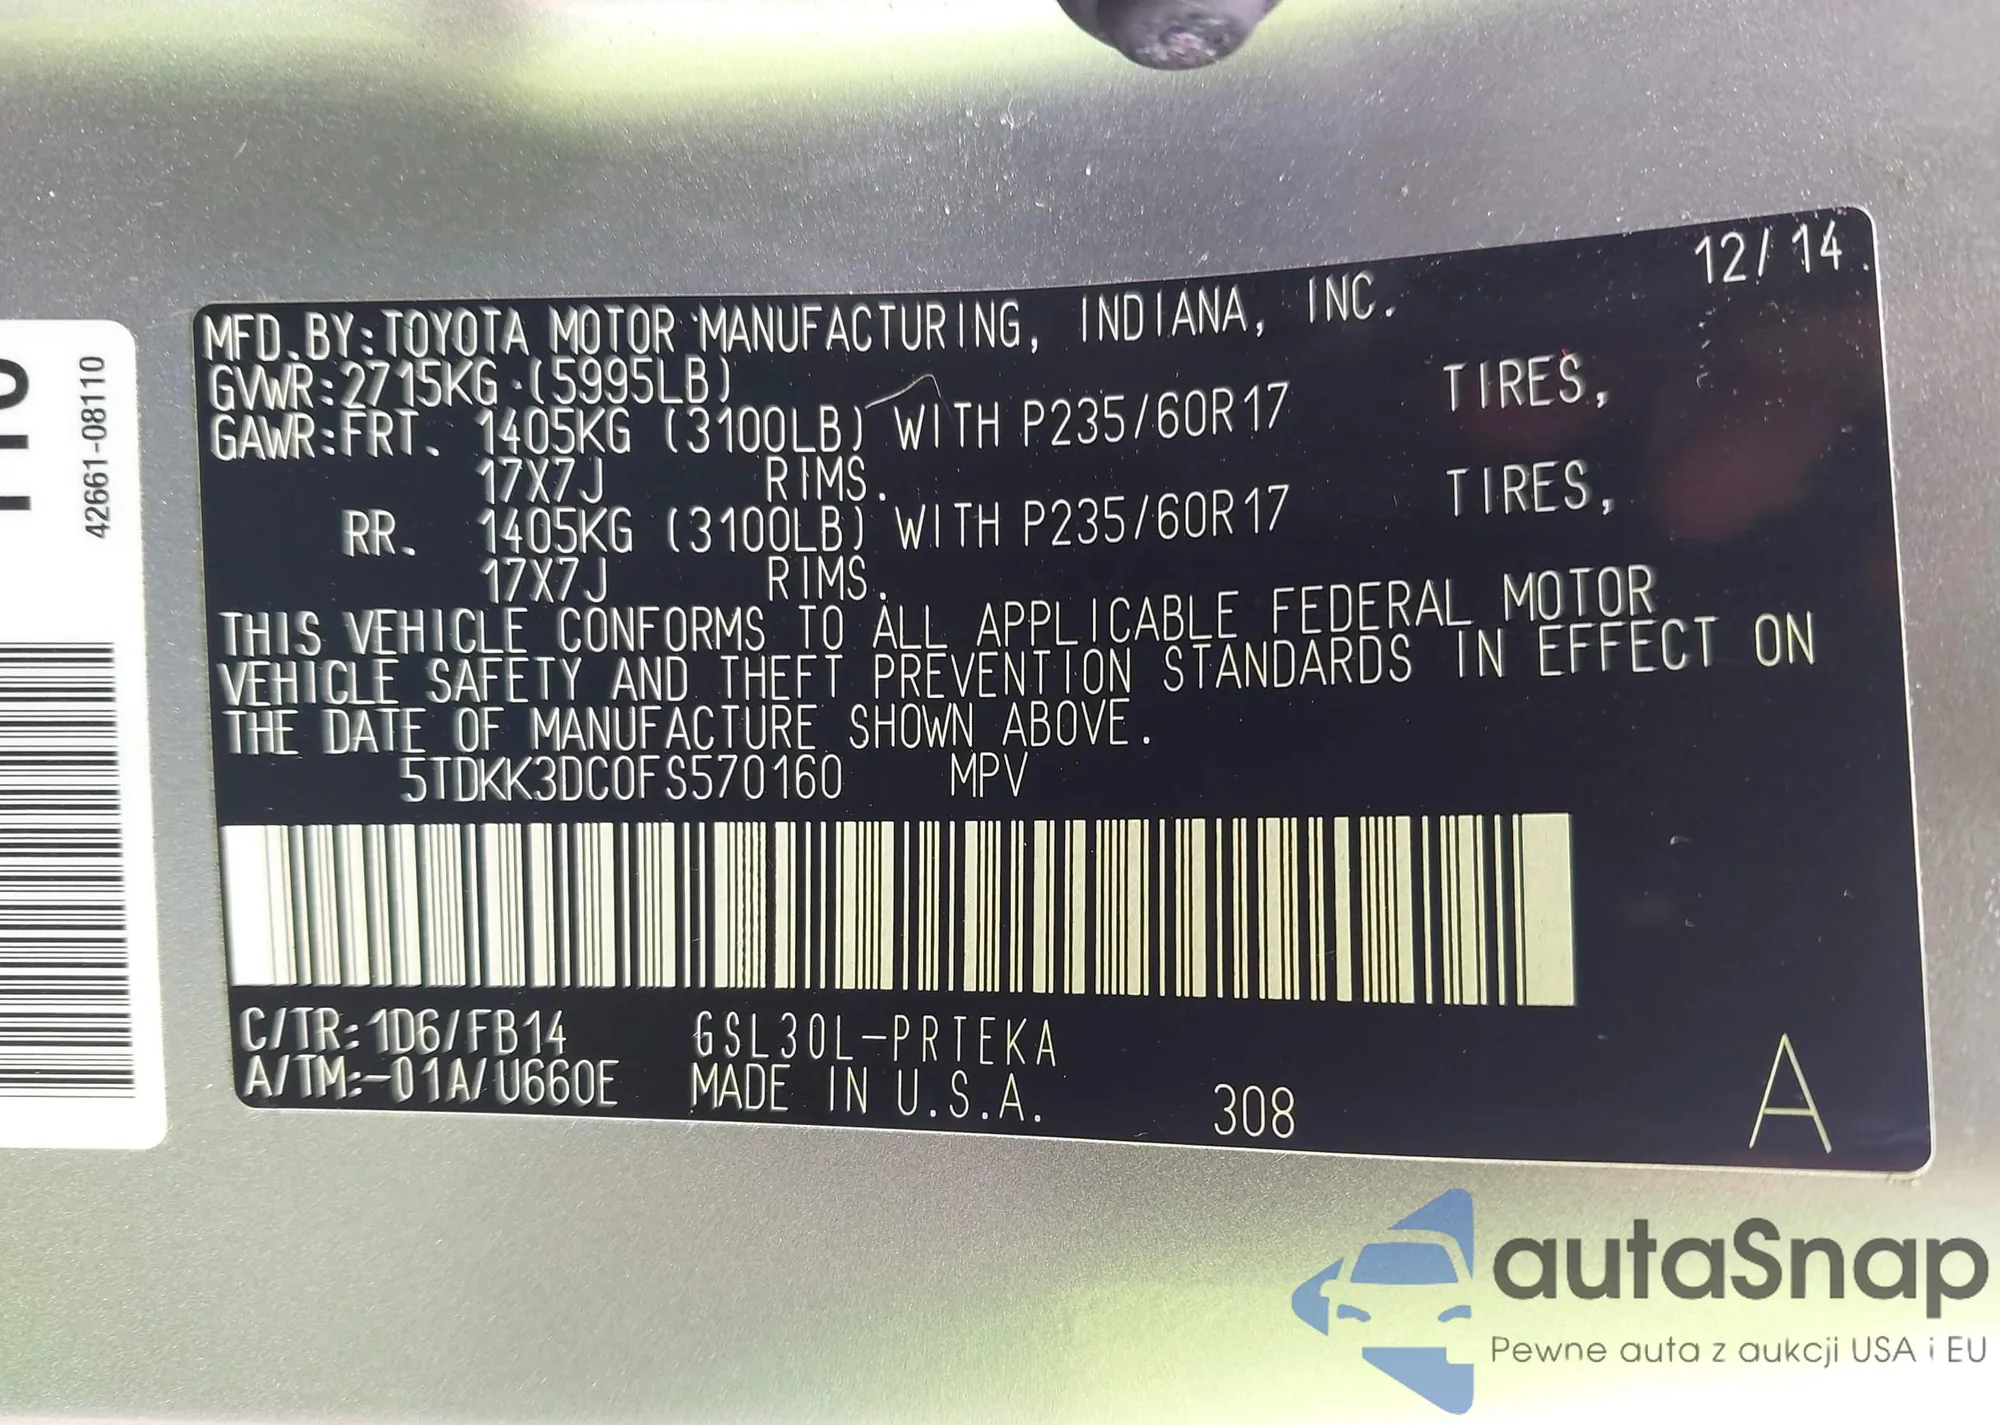 12/14
MFD.BY:TOYOTA MOTOR MANUFACTURING, INDIANA, INC.
GVWR:2715KG (5995LB)
GAWR:FRT. 1405KG (3100LB) WITH P235/60R17 TIRES,
17X7J RIMS.
RR. 1405KG (3100LB) WITH P235/60R17 TIRES,
17X7J RIMS.
THIS VEHICLE CONFORMS TO ALL APPLICABLE FEDERAL MOTOR
VEHICLE SAFETY AND THEFT PREVENTION STANDARDS IN EFFECT ON
THE DATE OF MANUFACTURE SHOWN ABOVE.
5TDKK3DC0FS570160 MPV
C/TR:1D6/FB14 GSL30L-PRTEKA
A/TM:-01A/U660E MADE IN U.S.A. 308 A
42661-08110
autaSnap
Pewne auta z aukcji USA i EU